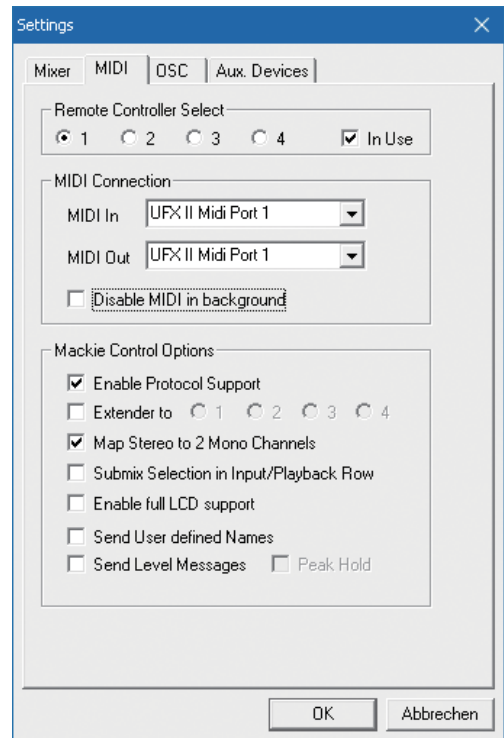 Settings
Mixer MIDI OSC Aux. Devices
Remote Controller Select
1 2 3 4 In Use
MIDI Connection
MIDI In UFX II Midi Port 1
MIDI Out UFX II Midi Port 1
Disable MIDI in background
Mackie Control Options
Enable Protocol Support
Extender to 1 2 3 4
Map Stereo to 2 Mono Channels
Submix Selection in Input/Playback Row
Enable full LCD support
Send User defined Names
Send Level Messages Peak Hold
OK Abbrechen